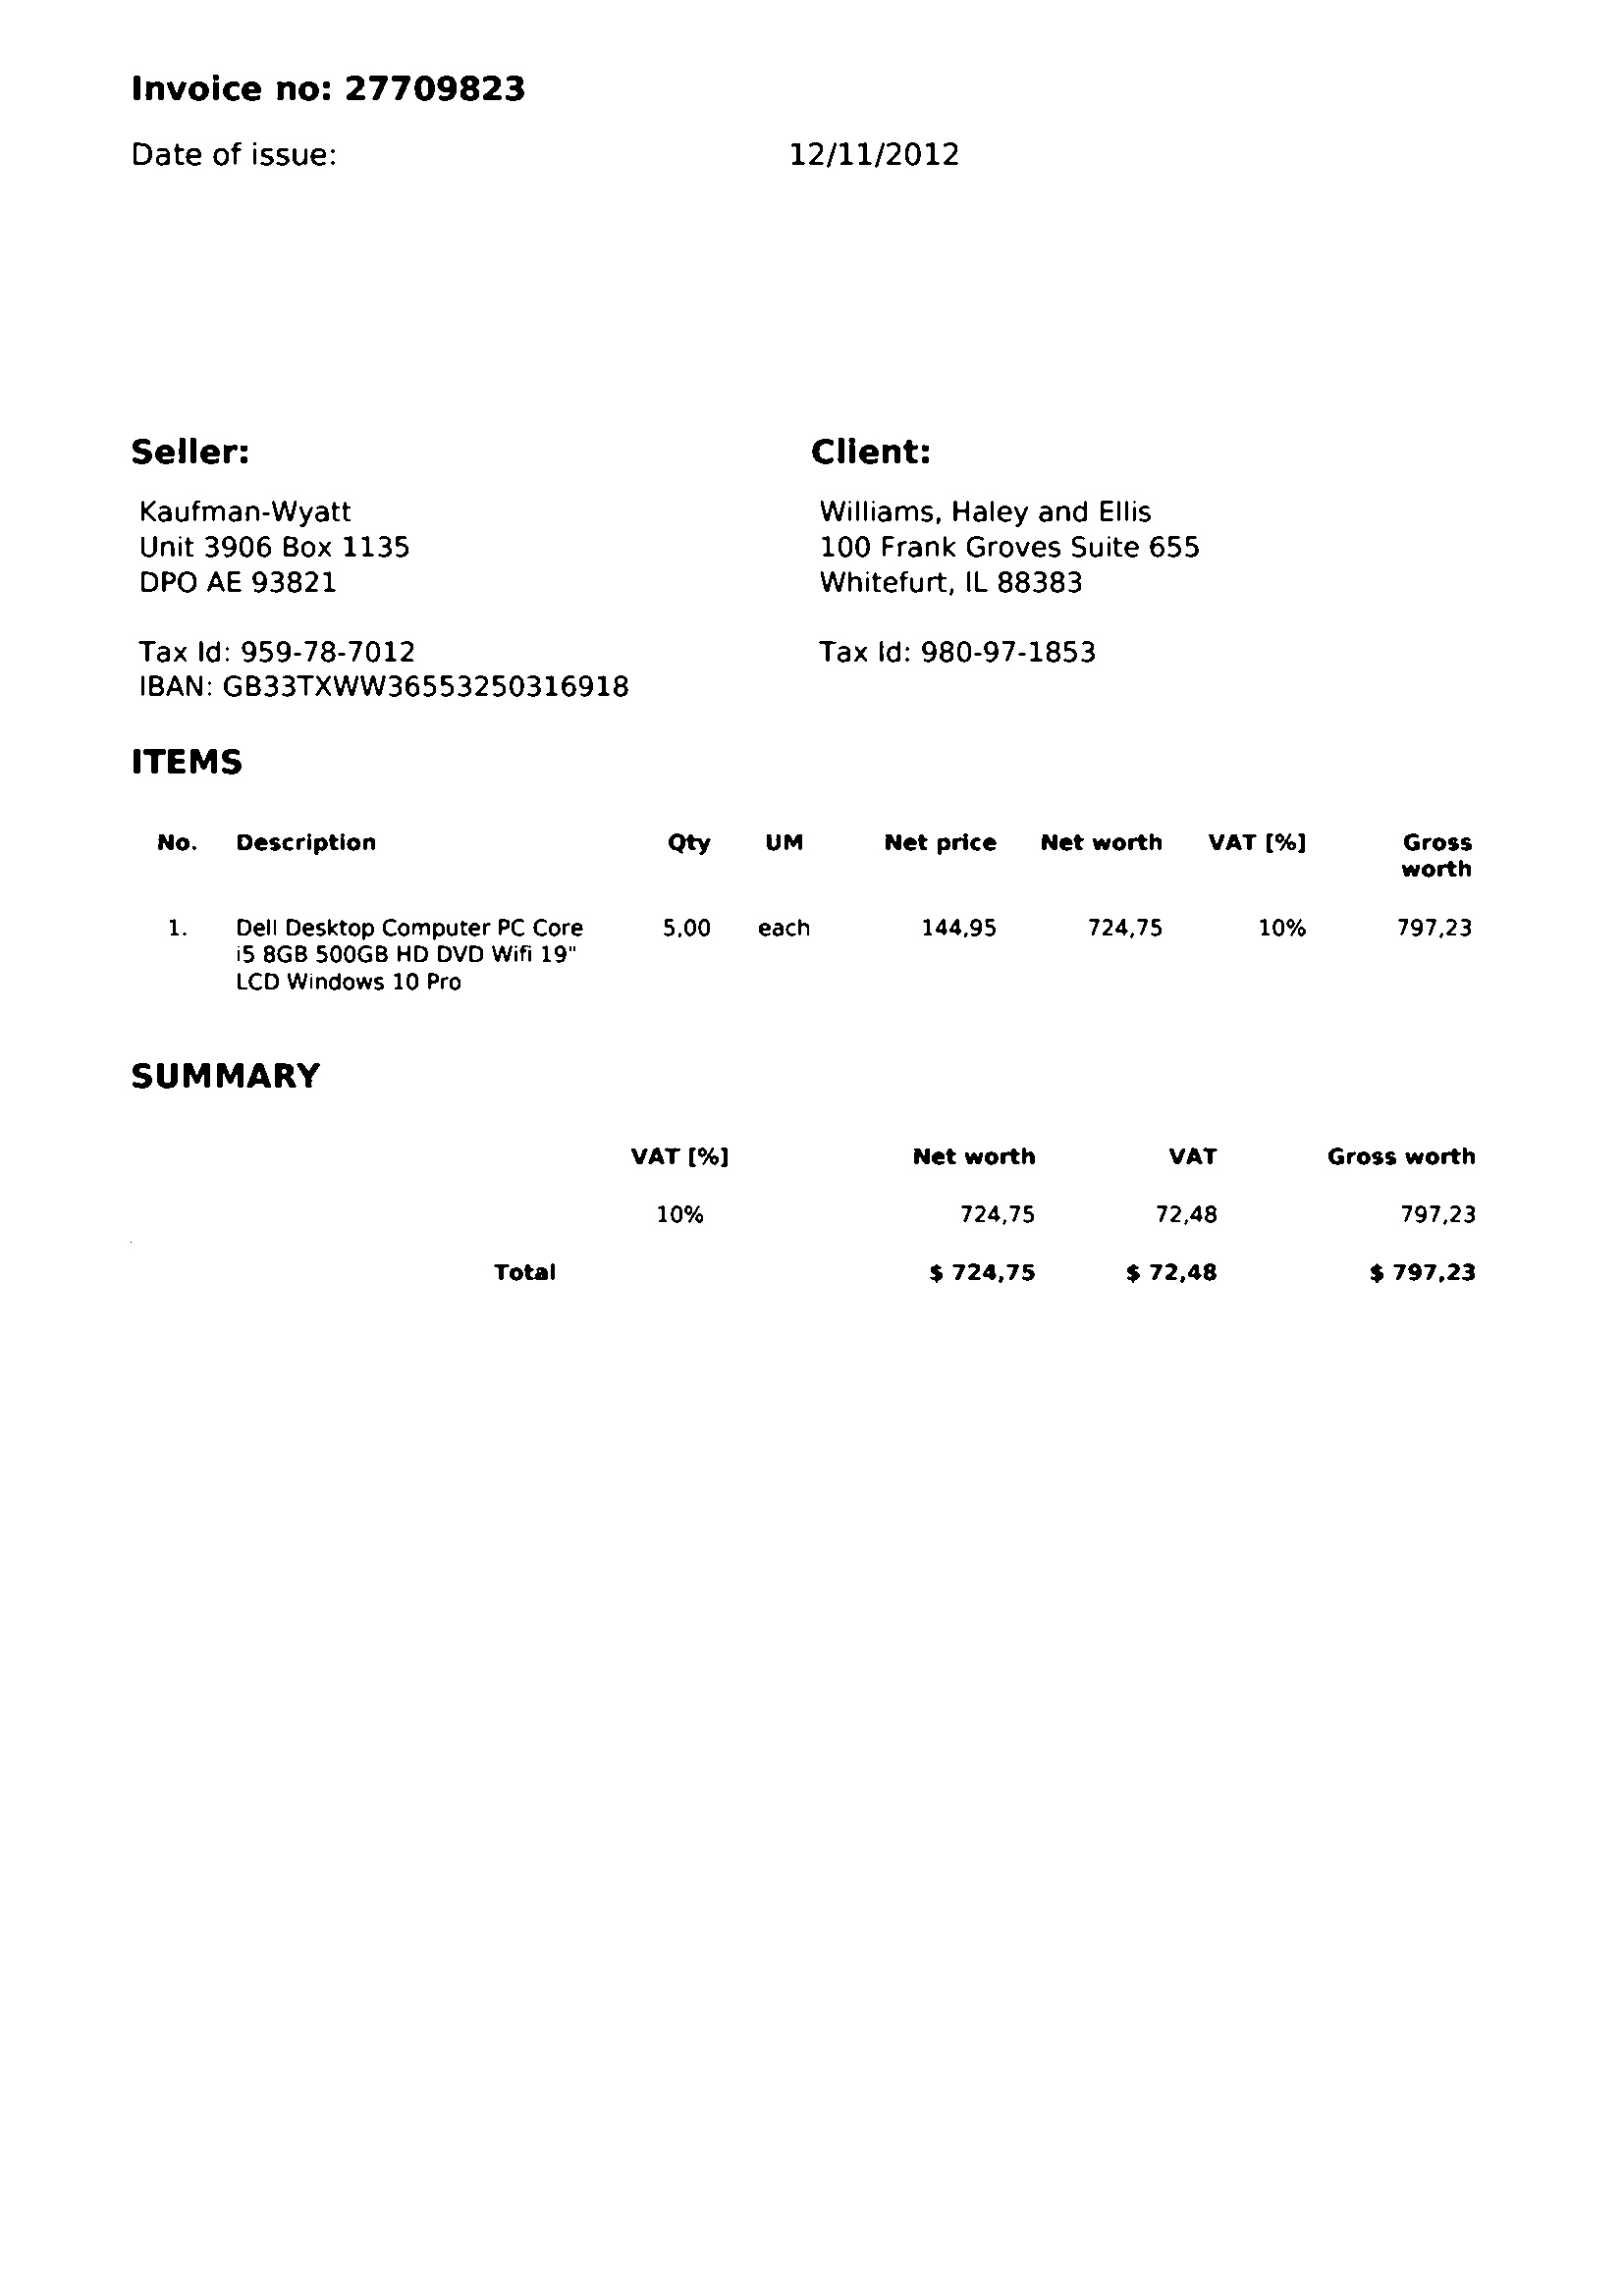 Invoice no: 27709823
Date of issue: 12/11/2012
Seller: Client:
Kaufman-Wyatt Williams, Haley and Ellis
Unit 3906 Box 1135 100 Frank Groves Suite 655
DPO AE 93821 Whitefurt, IL 88383
Tax Id: 959-78-7012 Tax Id: 980-97-1853
IBAN: GB33TXWW36553250316918
ITEMS
No. Description Qty UM Net price Net worth VAT [%] Gross
worth
1. Dell Desktop Computer PC Core 5,00 each 144,95 724,75 10% 797,23
i5 8GB 500GB HD DVD Wifi 19"
LCD Windows 10 Pro
SUMMARY
VAT [%] Net worth VAT Gross worth
10% 724,75 72,48 797,23
Total $ 724,75 $ 72,48 $ 797,23